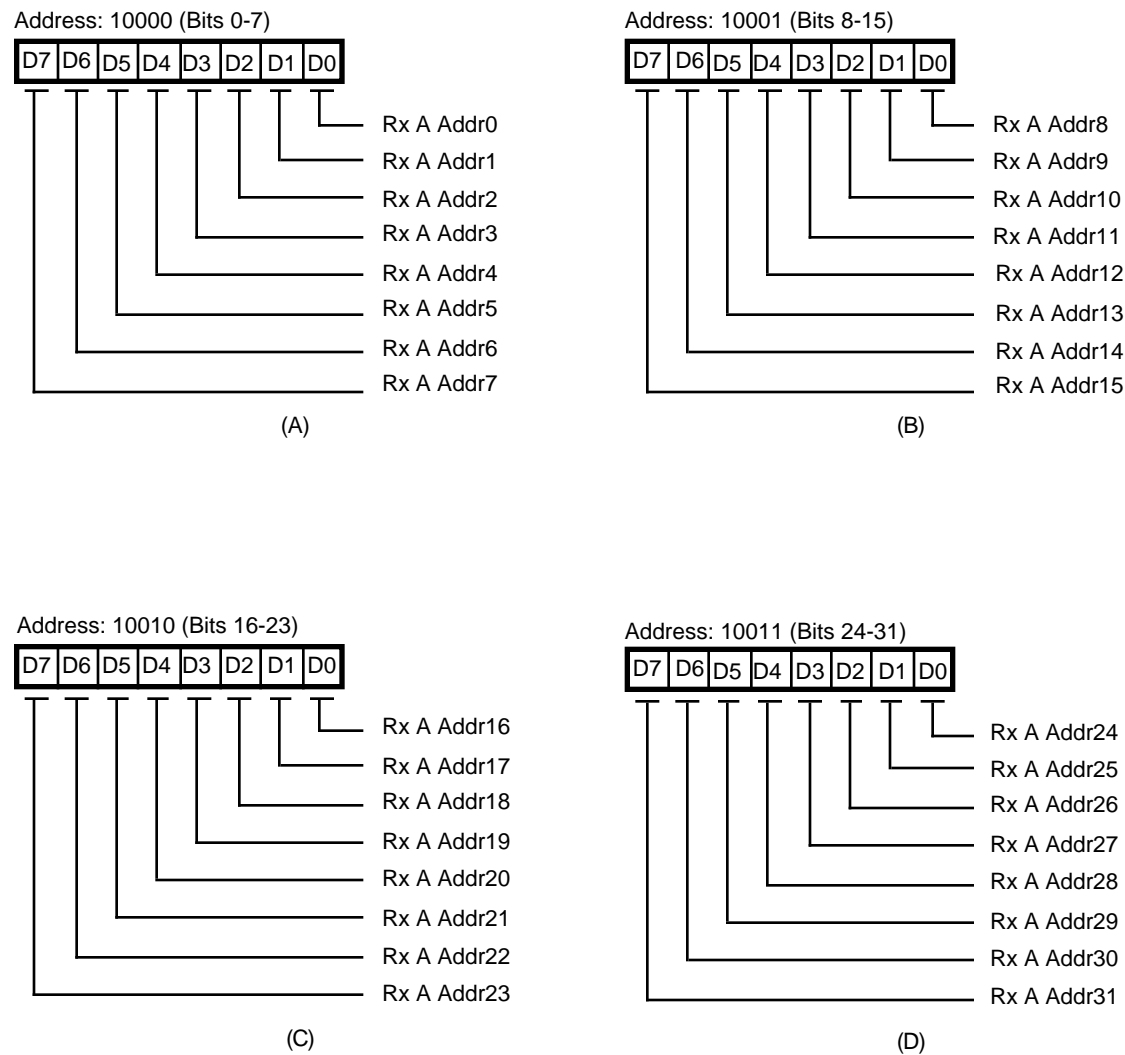 Address: 10000 (Bits 0-7)
D7 D6 D5 D4 D3 D2 D1 D0
Rx A Addr0
Rx A Addr1
Rx A Addr2
Rx A Addr3
Rx A Addr4
Rx A Addr5
Rx A Addr6
Rx A Addr7
(A)
Address: 10001 (Bits 8-15)
D7 D6 D5 D4 D3 D2 D1 D0
Rx A Addr8
Rx A Addr9
Rx A Addr10
Rx A Addr11
Rx A Addr12
Rx A Addr13
Rx A Addr14
Rx A Addr15
(B)
Address: 10010 (Bits 16-23)
D7 D6 D5 D4 D3 D2 D1 D0
Rx A Addr16
Rx A Addr17
Rx A Addr18
Rx A Addr19
Rx A Addr20
Rx A Addr21
Rx A Addr22
Rx A Addr23
(C)
Address: 10011 (Bits 24-31)
D7 D6 D5 D4 D3 D2 D1 D0
Rx A Addr24
Rx A Addr25
Rx A Addr26
Rx A Addr27
Rx A Addr28
Rx A Addr29
Rx A Addr30
Rx A Addr31
(D)